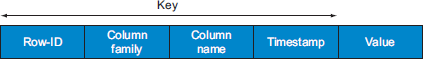 Key
Row-ID
Column
family
Column
name
Timestamp
Value